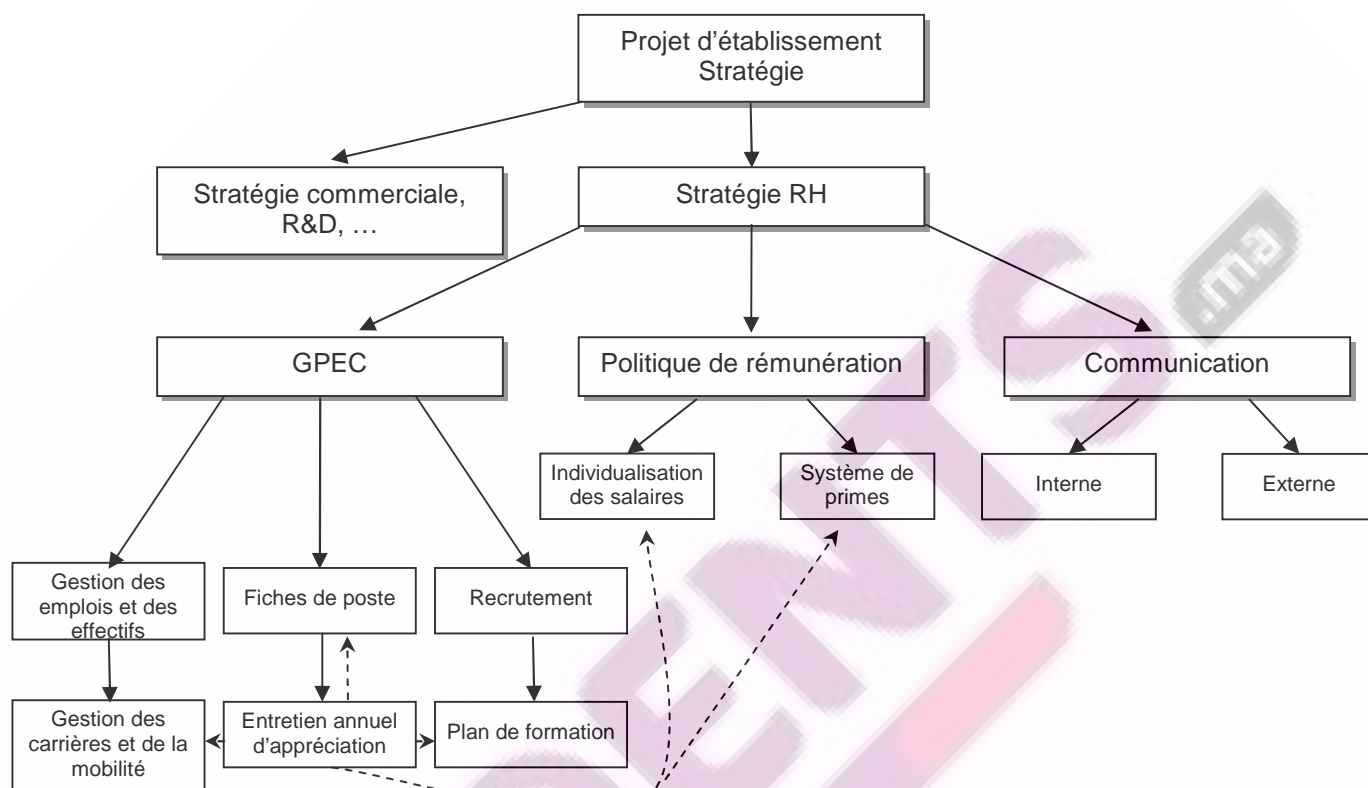 Projet d’établissement
Stratégie
Stratégie commerciale,
R&D, …
Stratégie RH
GPEC
Politique de rémunération
Communication
Individualisation
des salaires
Système de
primes
Interne
Externe
Gestion des
emplois et des
effectifs
Fiches de poste
Recrutement
Gestion des
carrières et de la
mobilité
Entretien annuel
d’appréciation
Plan de formation
ENTS
.ma